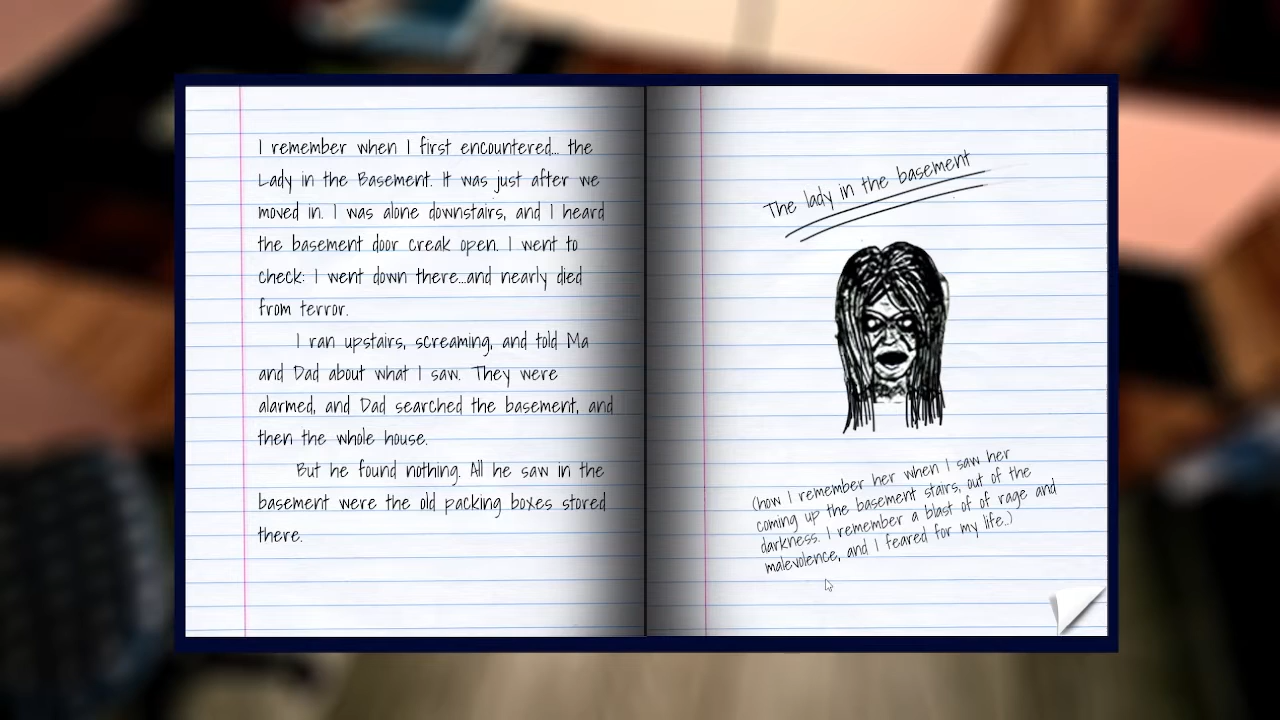 I remember when I first encountered... the
Lady in the Basement. It was just after we
moved in. I was alone downstairs, and I heard
the basement door creak open. I went to
check: I went down there...and nearly died
from terror.
I ran upstairs, screaming, and told Ma
and Dad about what I saw. They were
alarmed, and Dad searched the basement, and
then the whole house.
But he found nothing. All he saw in the
basement were the old packing boxes stored
there.
The lady in the basement
(how I remember her when I saw her
coming up the basement stairs, out of the
darkness. I remember a blast of of rage and
malevolence, and I feared for my life..)